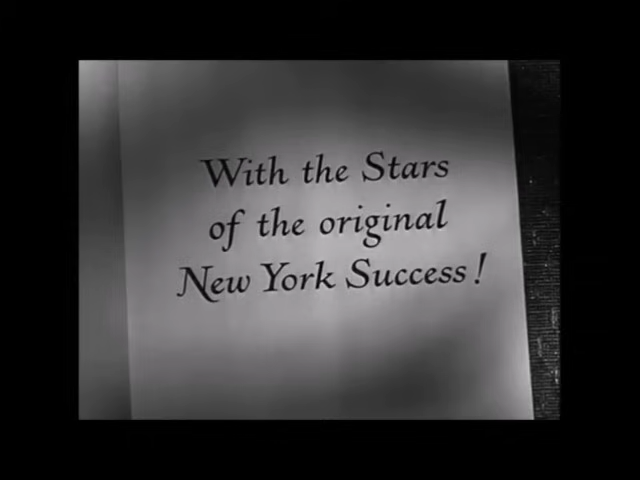 With the Stars
of the original
New York Success!